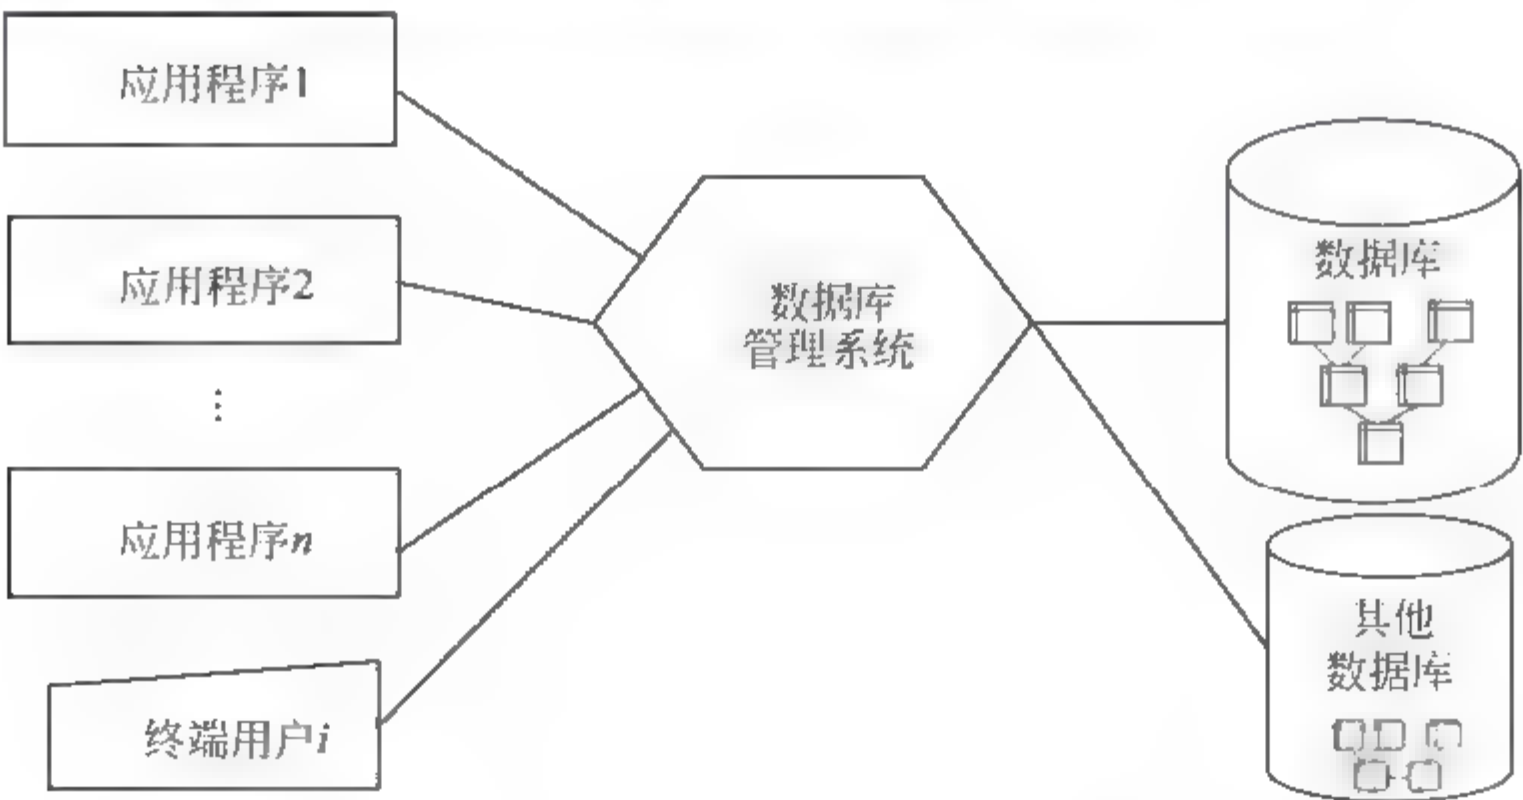 应用程序1
应用程序2
⋮
应用程序n
终端用户i
数据库
管理系统
数据库
其他
数据库